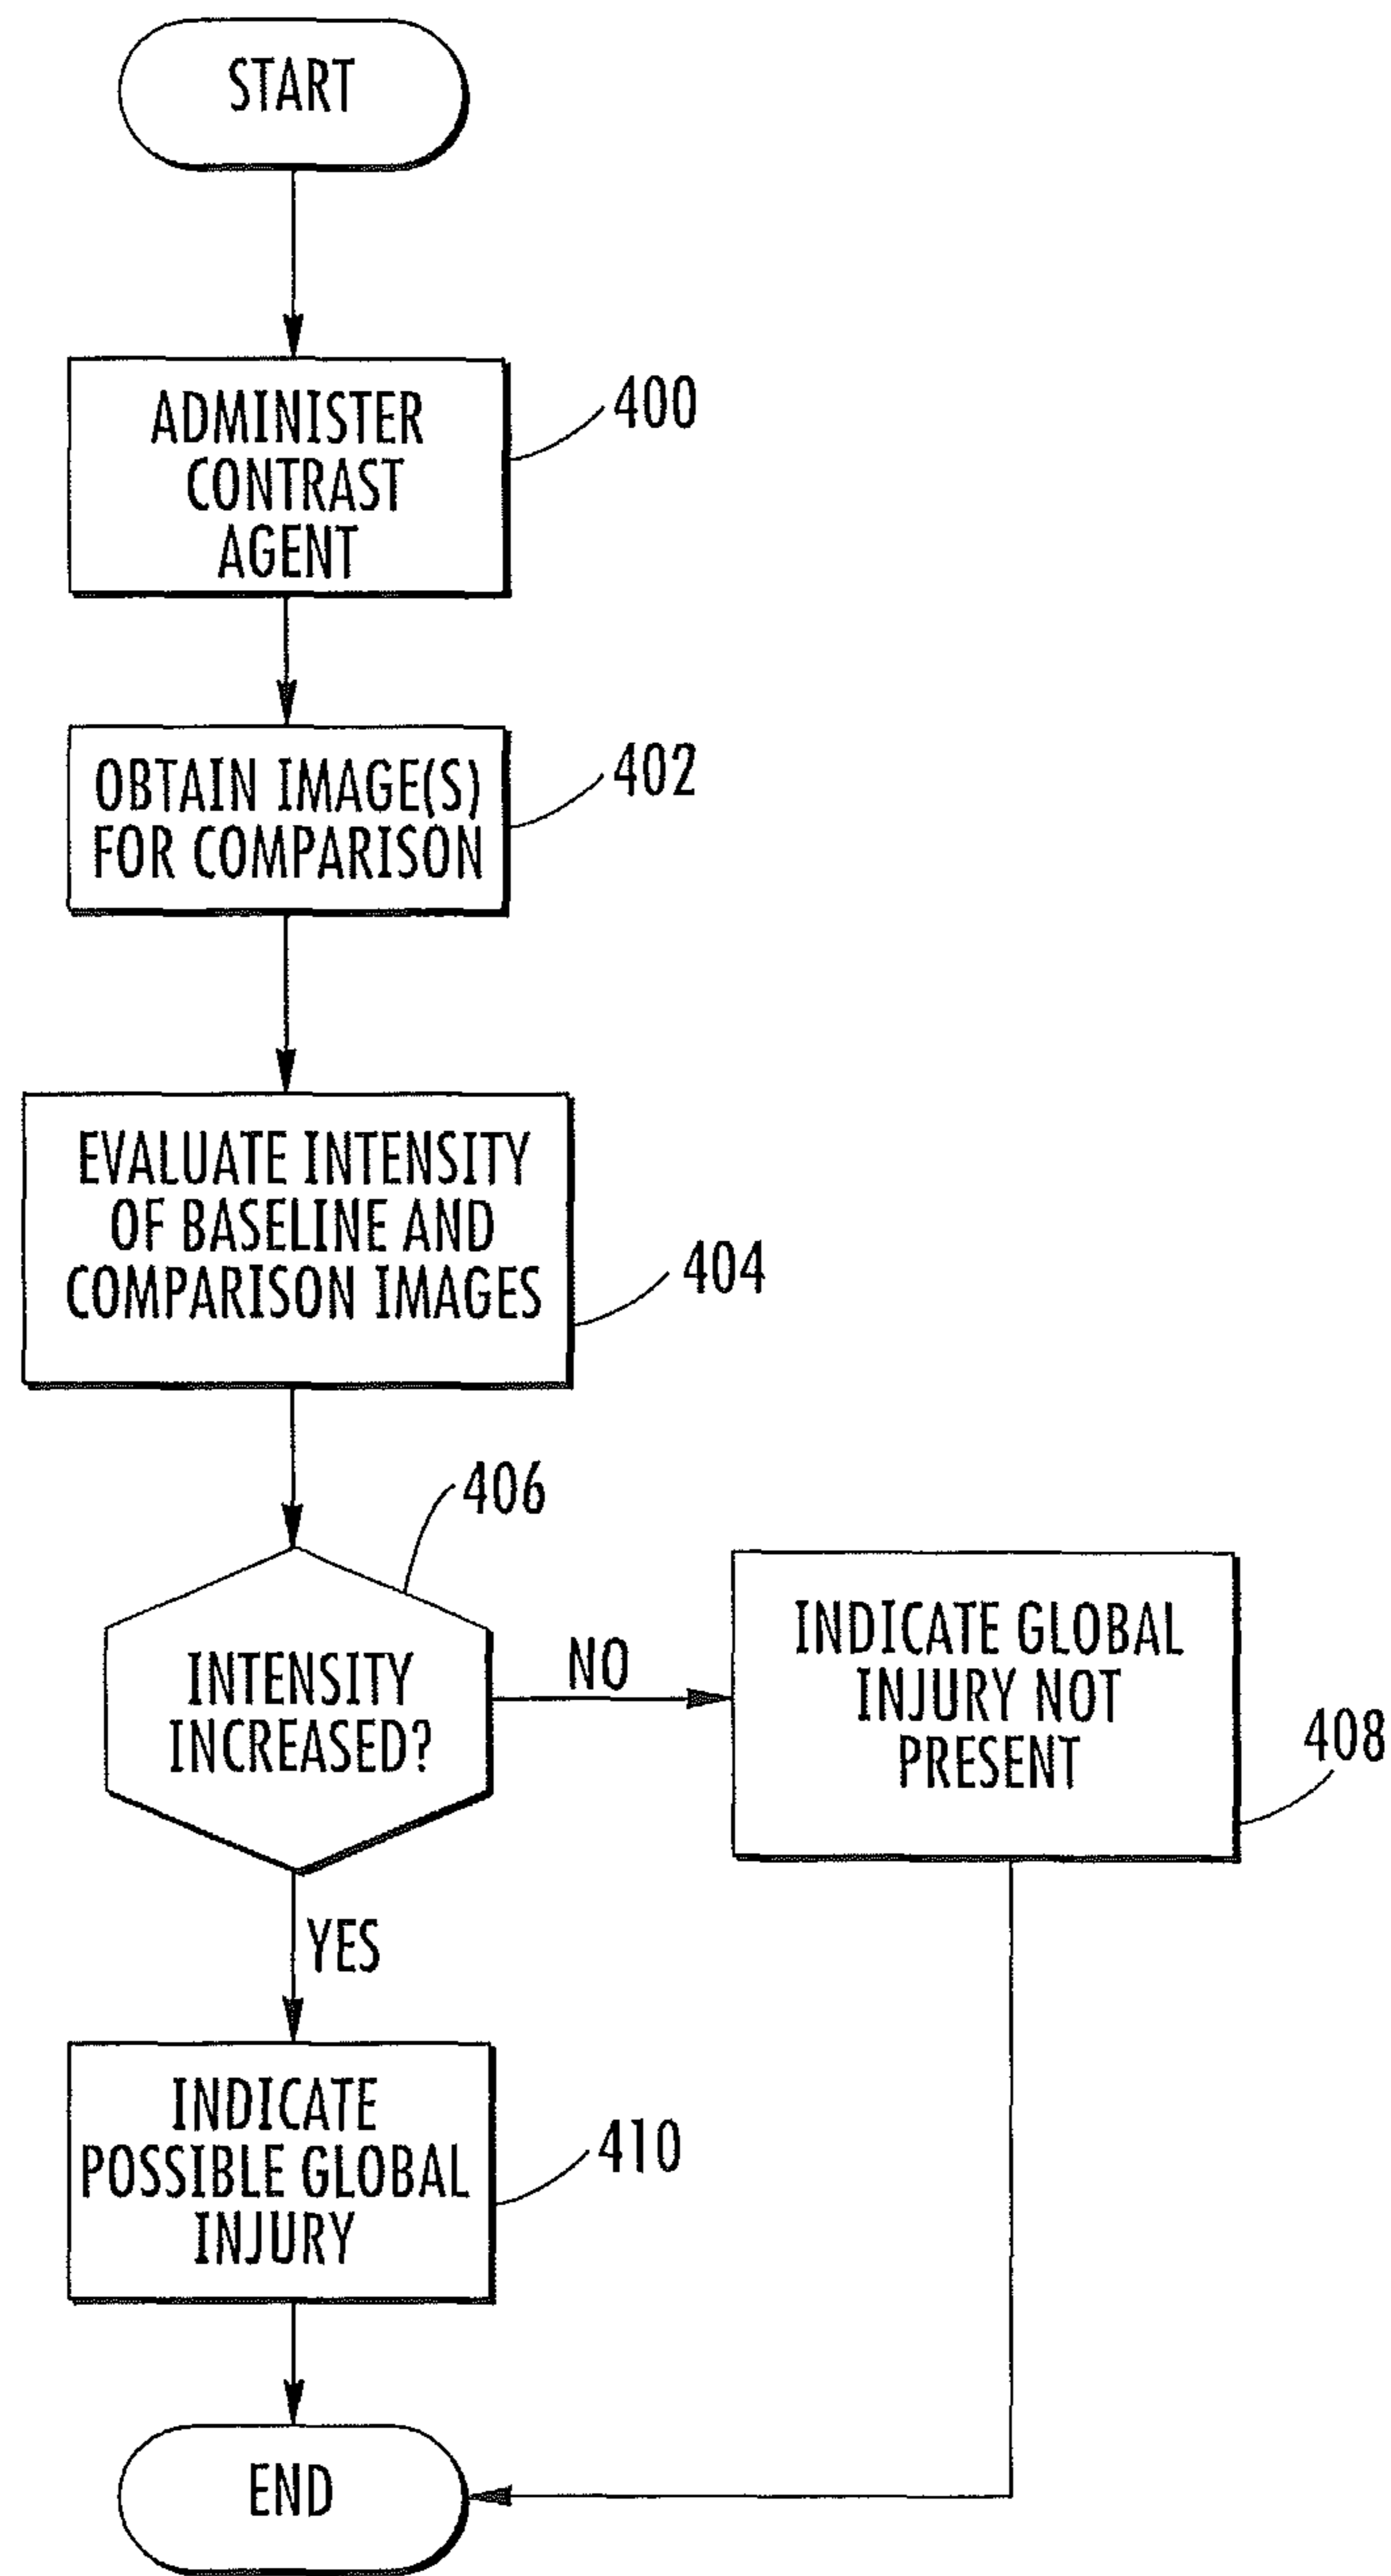 START
ADMINISTER
CONTRAST
AGENT
400
OBTAIN IMAGE(S)
FOR COMPARISON
402
EVALUATE INTENSITY
OF BASELINE AND
COMPARISON IMAGES
404
406
INTENSITY
INCREASED?
NO
INDICATE GLOBAL
INJURY NOT
PRESENT
408
YES
INDICATE
POSSIBLE GLOBAL
INJURY
410
END